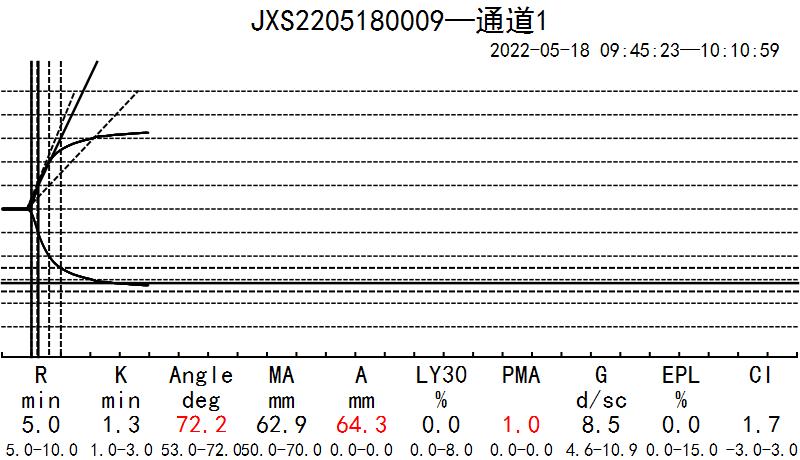 JXS2205180009—通道1
2022-05-18 09:45:23—10:10:59
R K Angle MA A LY30 PMA G EPL CI
min min deg mm mm % d/sc %
5.0 1.3 72.2 62.9 64.3 0.0 1.0 8.5 0.0 1.7
5.0-10.0 1.0-3.0 53.0-72.0 50.0-70.0 0.0-0.0 0.0-8.0 0.0-0.0 4.6-10.9 0.0-15.0 -3.0-3.0